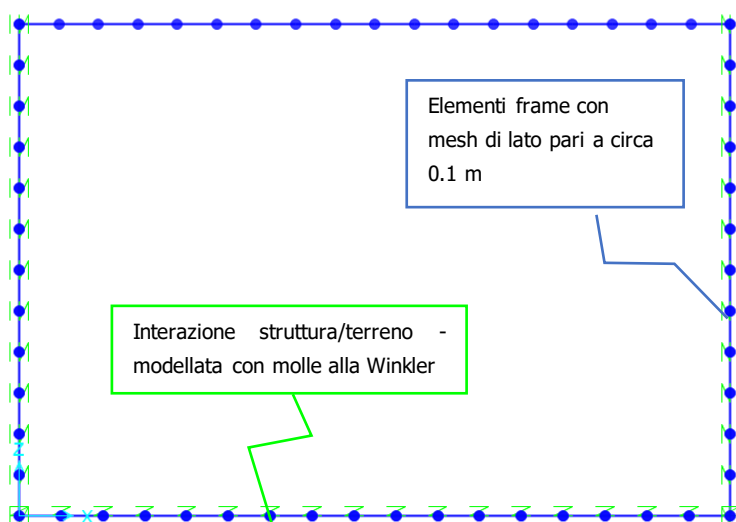 Elementi frame con
mesh di lato pari a circa
0.1 m
Interazione struttura/terreno -
modellata con molle alla Winkler
Z
X